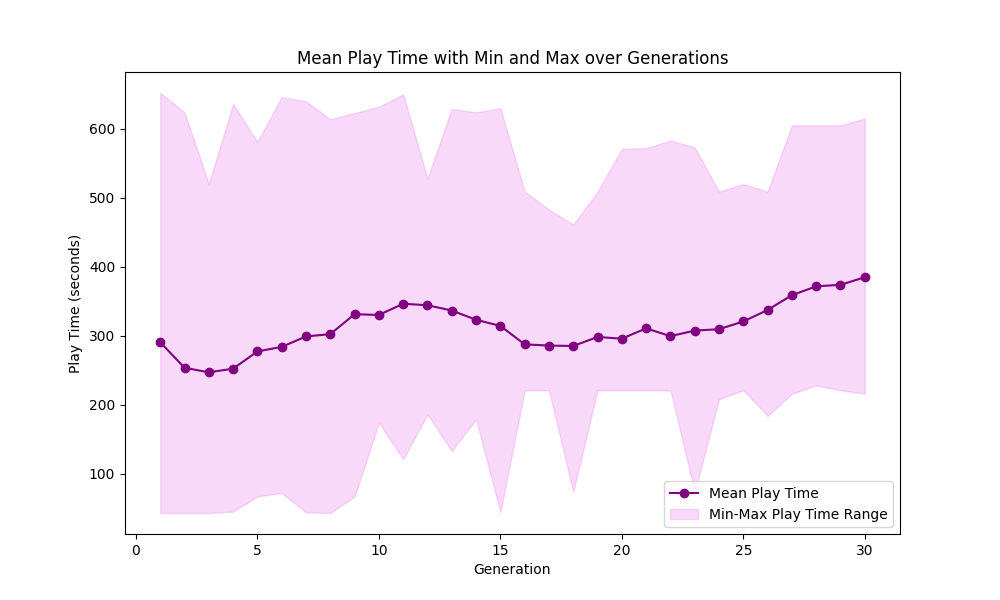 Mean Play Time with Min and Max over Generations
Play Time (seconds)
600
500
400
300
200
100
0
5
10
15
20
25
30
Generation
Mean Play Time
Min-Max Play Time Range